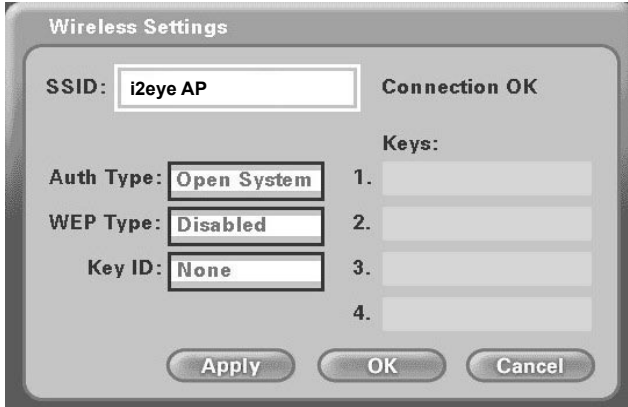 Wireless Settings
SSID: i2eye AP Connection OK
Keys:
Auth Type: Open System 1.
WEP Type: Disabled 2.
Key ID: None 3.
4.
Apply OK Cancel